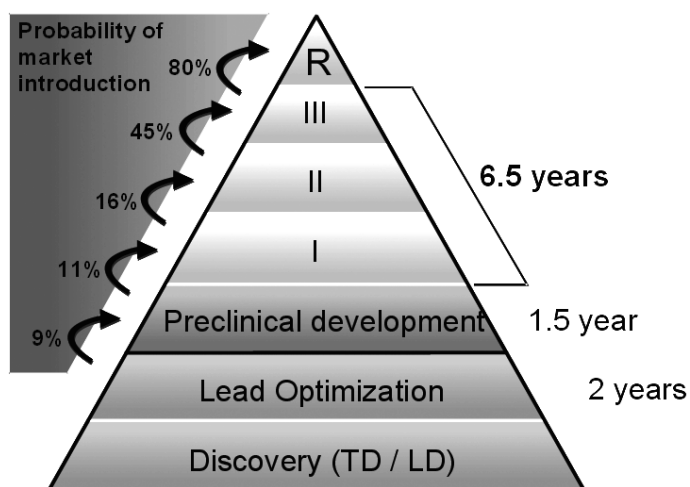 Probability of
market
introduction
80%
R
45%
III
16%
II
6.5 years
11%
I
9%
Preclinical development
1.5 year
Lead Optimization
2 years
Discovery (TD / LD)